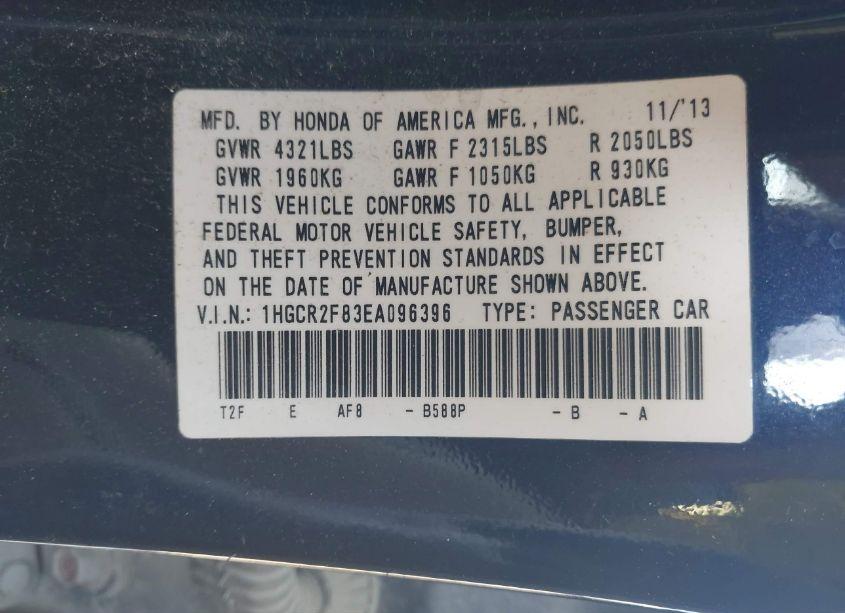 MFD. BY HONDA OF AMERICA MFG., INC. 11/'13
GVWR 4321LBS GAWR F 2315LBS R 2050LBS
GVWR 1960KG GAWR F 1050KG R 930KG
THIS VEHICLE CONFORMS TO ALL APPLICABLE
FEDERAL MOTOR VEHICLE SAFETY, BUMPER,
AND THEFT PREVENTION STANDARDS IN EFFECT
ON THE DATE OF MANUFACTURE SHOWN ABOVE.
V.I.N.: 1HGCR2F83EA096396 TYPE: PASSENGER CAR
T2F E AF8 - B588P - B - A